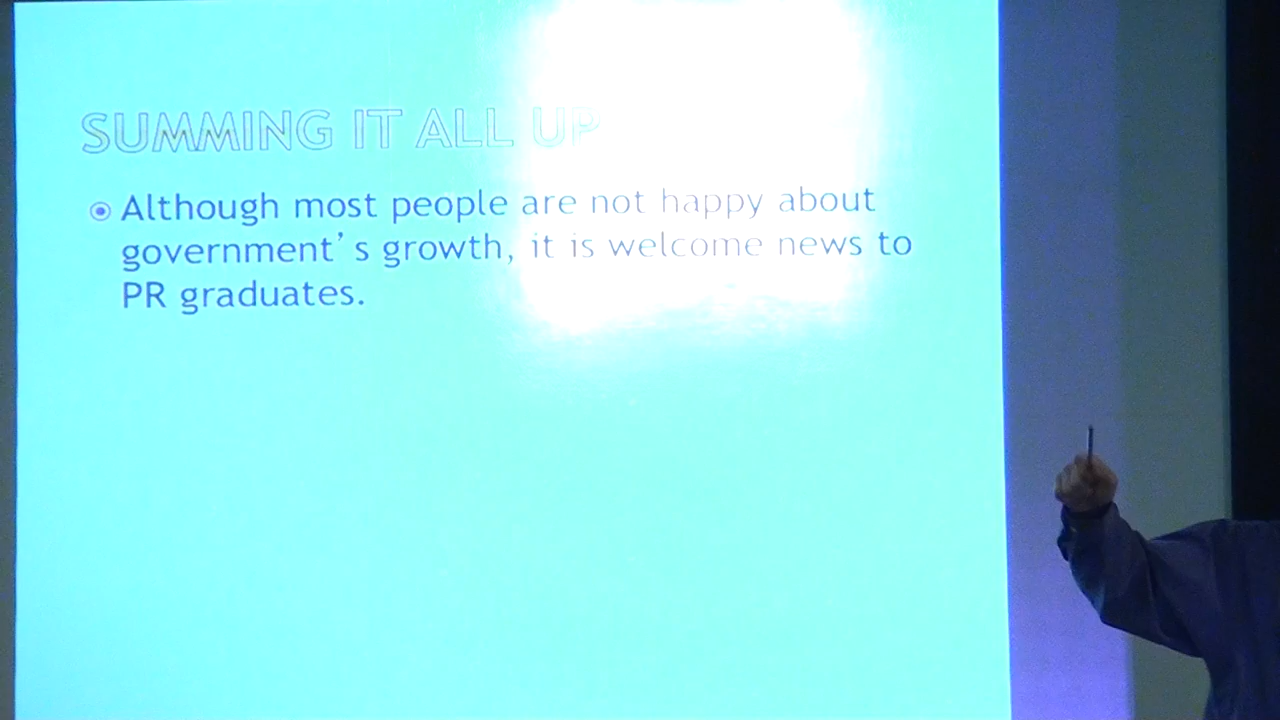 SUMMING IT ALL UP
Although most people are not happy about
government's growth, it is welcome news to
PR graduates.